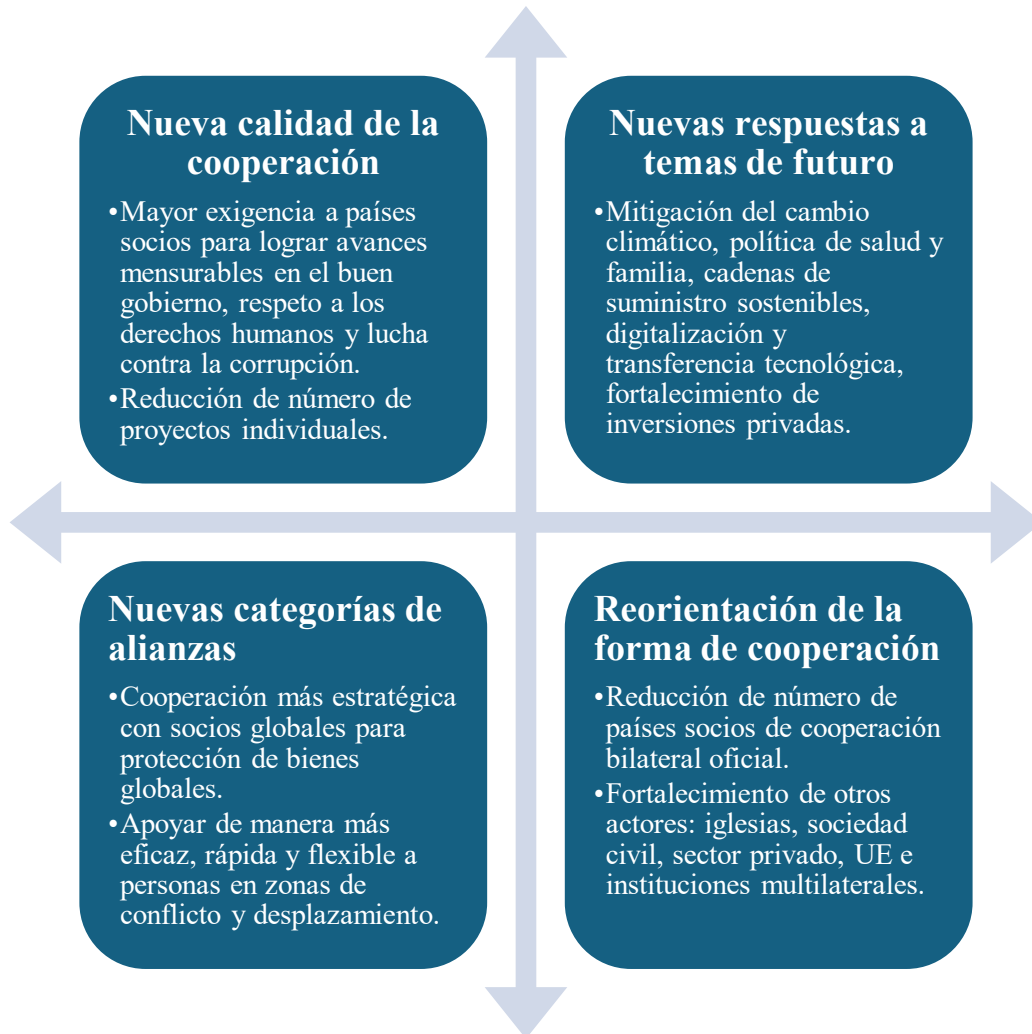 Nueva calidad de la
cooperación
•Mayor exigencia a países
socios para lograr avances
mensurables en el buen
gobierno, respeto a los
derechos humanos y lucha
contra la corrupción.
•Reducción de número de
proyectos individuales.
Nuevas respuestas a
temas de futuro
•Mitigación del cambio
climático, política de salud y
familia, cadenas de
suministro sostenibles,
digitalización y
transferencia tecnológica,
fortalecimiento de
inversiones privadas.
Nuevas categorías de
alianzas
•Cooperación más estratégica
con socios globales para
protección de bienes
globales.
•Apoyar de manera más
eficaz, rápida y flexible a
personas en zonas de
conflicto y desplazamiento.
Reorientación de la
forma de cooperación
•Reducción de número de
países socios de cooperación
bilateral oficial.
•Fortalecimiento de otros
actores: iglesias, sociedad
civil, sector privado, UE e
instituciones multilaterales.